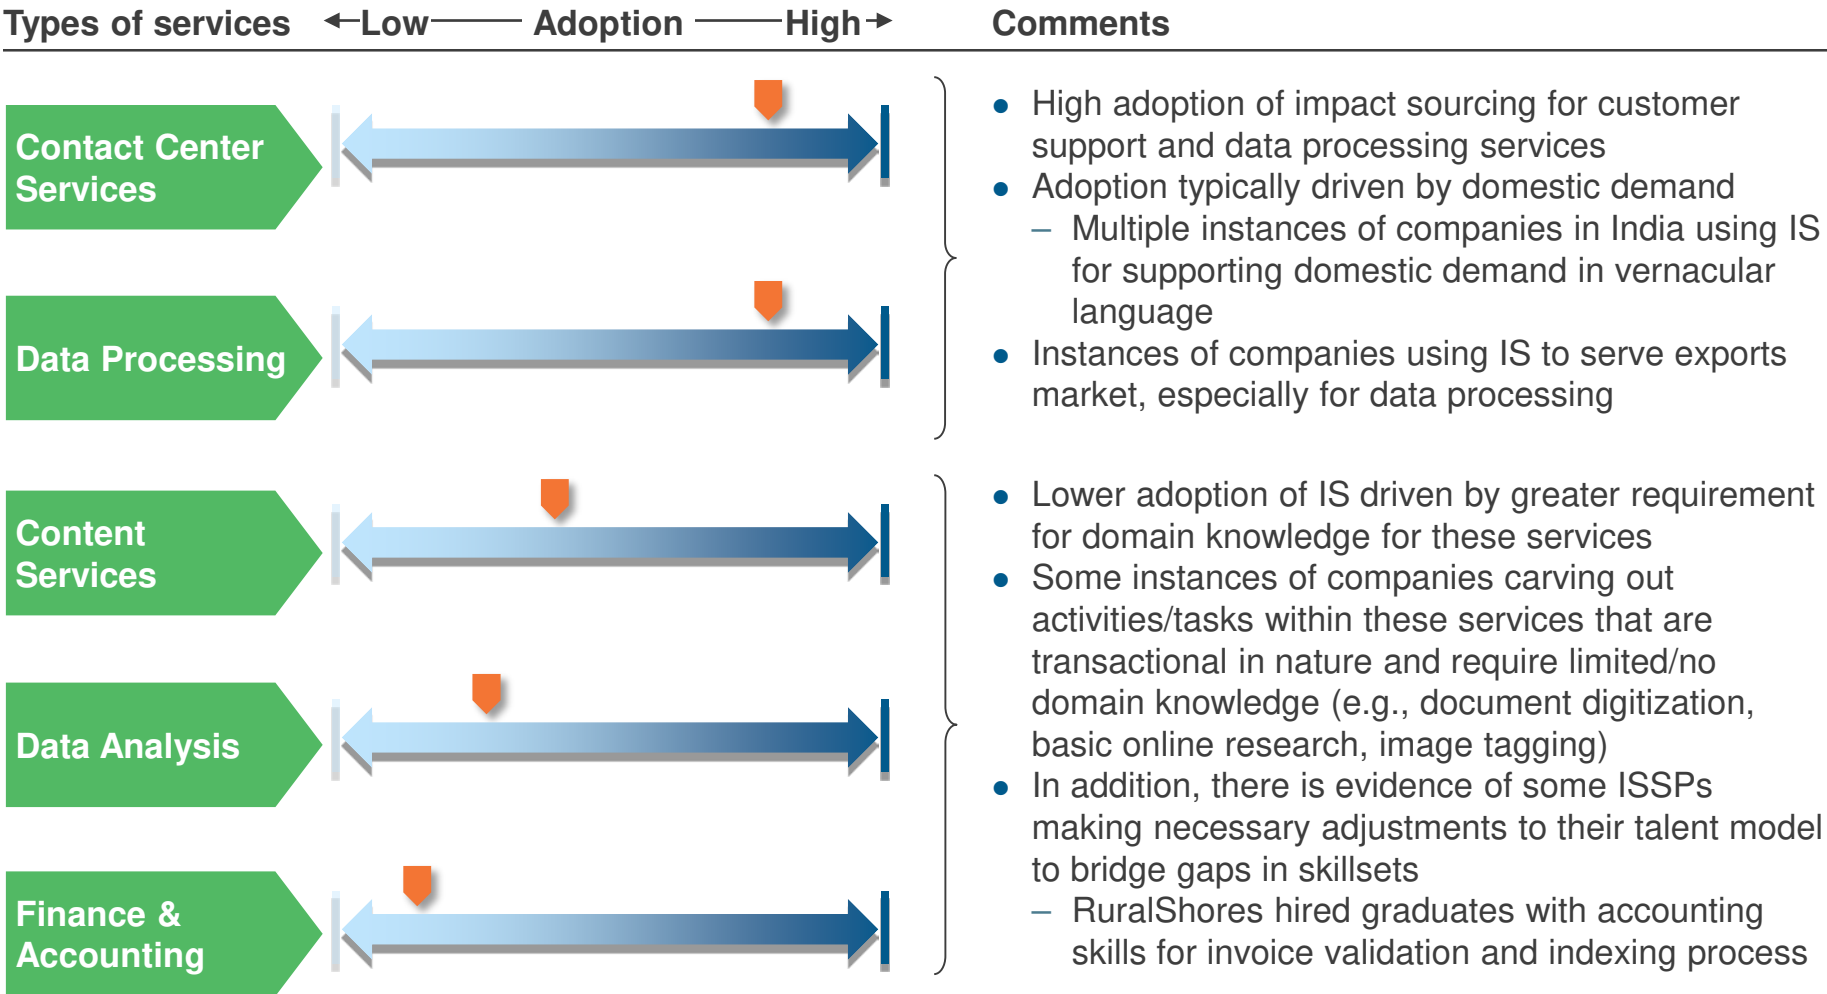 Types of services
Low Adoption High
Comments
Contact Center
Services
Data Processing
● High adoption of impact sourcing for customer
support and data processing services
● Adoption typically driven by domestic demand
– Multiple instances of companies in India using IS
for supporting domestic demand in vernacular
language
● Instances of companies using IS to serve exports
market, especially for data processing
Content
Services
Data Analysis
Finance &
Accounting
● Lower adoption of IS driven by greater requirement
for domain knowledge for these services
● Some instances of companies carving out
activities/tasks within these services that are
transactional in nature and require limited/no
domain knowledge (e.g., document digitization,
basic online research, image tagging)
● In addition, there is evidence of some ISSPs
making necessary adjustments to their talent model
to bridge gaps in skillsets
– RuralShores hired graduates with accounting
skills for invoice validation and indexing process